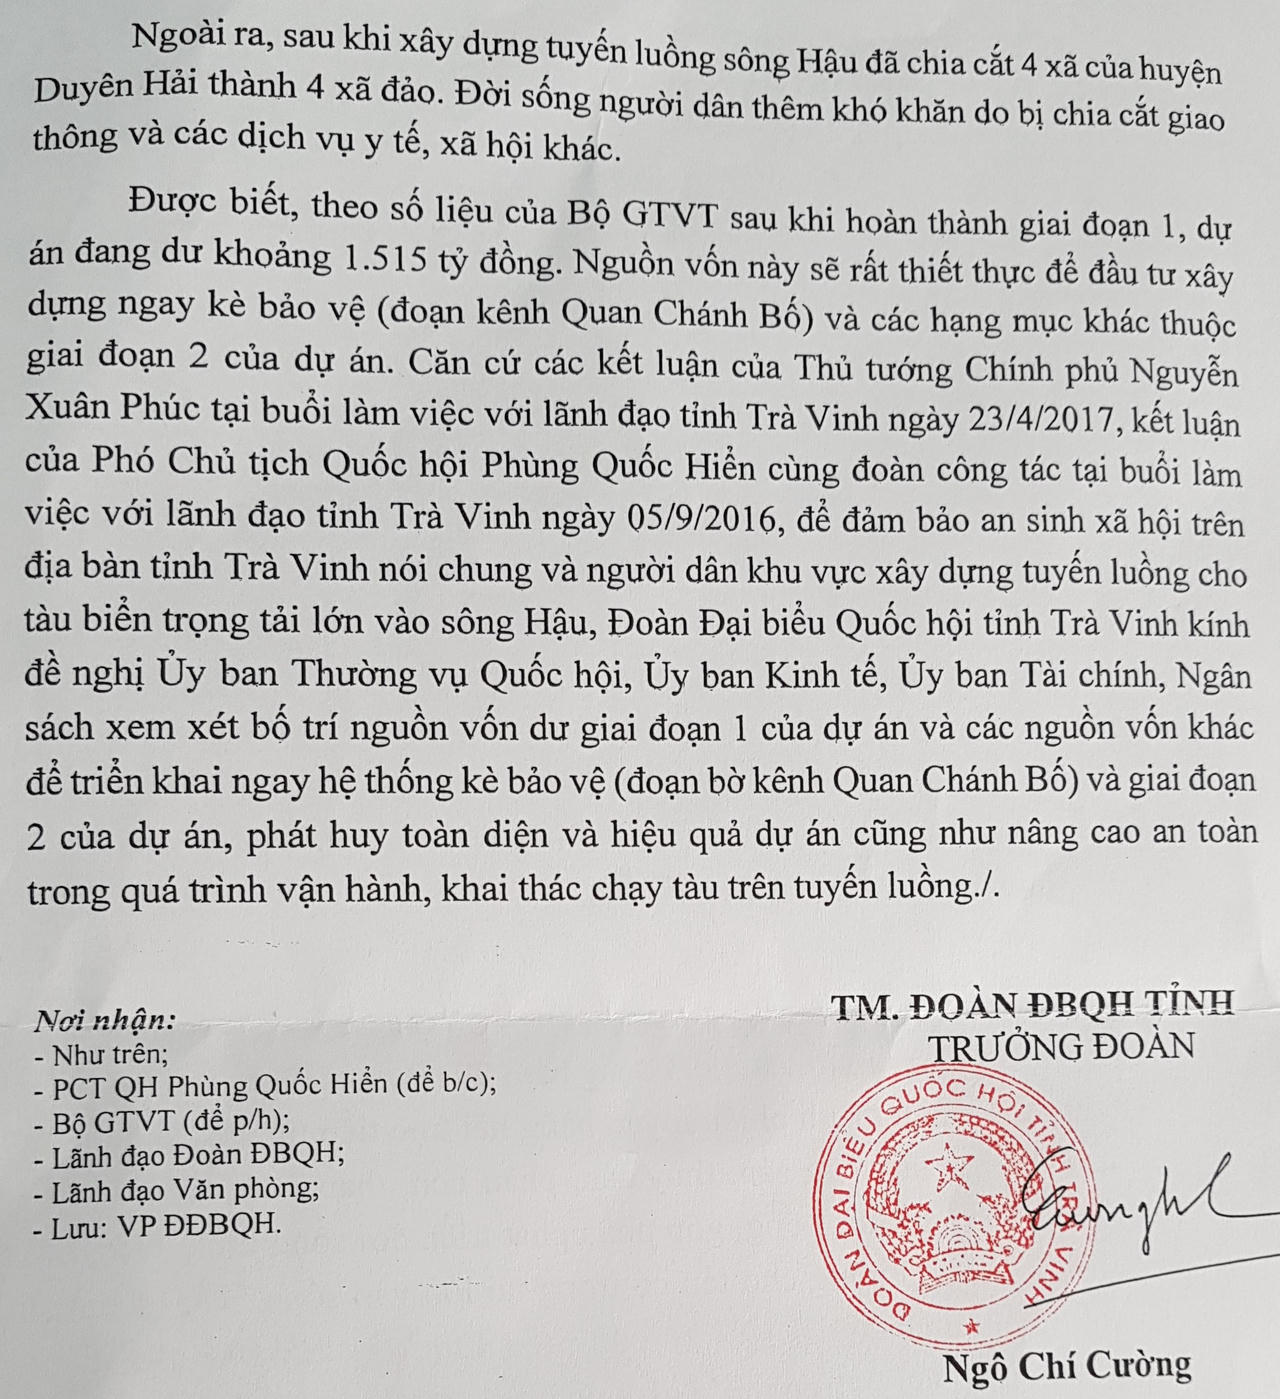 Ngoài ra, sau khi xây dựng tuyến luồng sông Hậu đã chia cắt 4 xã của huyện
Duyên Hải thành 4 xã đảo. Đời sống người dân thêm khó khăn do bị chia cắt giao
thông và các dịch vụ y tế, xã hội khác.
Được biết, theo số liệu của Bộ GTVT sau khi hoàn thành giai đoạn 1, dự
án đang dư khoảng 1.515 tỷ đồng. Nguồn vốn này sẽ rất thiết thực để đầu tư xây
dựng ngay kè bảo vệ (đoạn kênh Quan Chánh Bố) và các hạng mục khác thuộc
giai đoạn 2 của dự án. Căn cứ các kết luận của Thủ tướng Chính phủ Nguyễn
Xuân Phúc tại buổi làm việc với lãnh đạo tỉnh Trà Vinh ngày 23/4/2017, kết luận
của Phó Chủ tịch Quốc hội Phùng Quốc Hiển cùng đoàn công tác tại buổi làm
việc với lãnh đạo tỉnh Trà Vinh ngày 05/9/2016, để đảm bảo an sinh xã hội trên
địa bàn tỉnh Trà Vinh nói chung và người dân khu vực xây dựng tuyến luồng cho
tàu biển trọng tải lớn vào sông Hậu, Đoàn Đại biểu Quốc hội tỉnh Trà Vinh kính
đề nghị Ủy ban Thường vụ Quốc hội, Ủy ban Kinh tế, Ủy ban Tài chính, Ngân
sách xem xét bố trí nguồn vốn dư giai đoạn 1 của dự án và các nguồn vốn khác
để triển khai ngay hệ thống kè bảo vệ (đoạn bờ kênh Quan Chánh Bố) và giai đoạn
2 của dự án, phát huy toàn diện và hiệu quả dự án cũng như nâng cao an toàn
trong quá trình vận hành, khai thác chạy tàu trên tuyến luồng./.
Nơi nhận:
- Như trên;
- PCT QH Phùng Quốc Hiển (để b/c);
- Bộ GTVT (để p/h);
- Lãnh đạo Đoàn ĐBQH;
- Lãnh đạo Văn phòng;
- Lưu: VP ĐĐBQH.
TM. ĐOÀN ĐBQH TỈNH
TRƯỞNG ĐOÀN
ĐOÀN ĐẠI BIỂU QUỐC HỘI TỈNH TRÀ VINH
Ngô Chí Cường